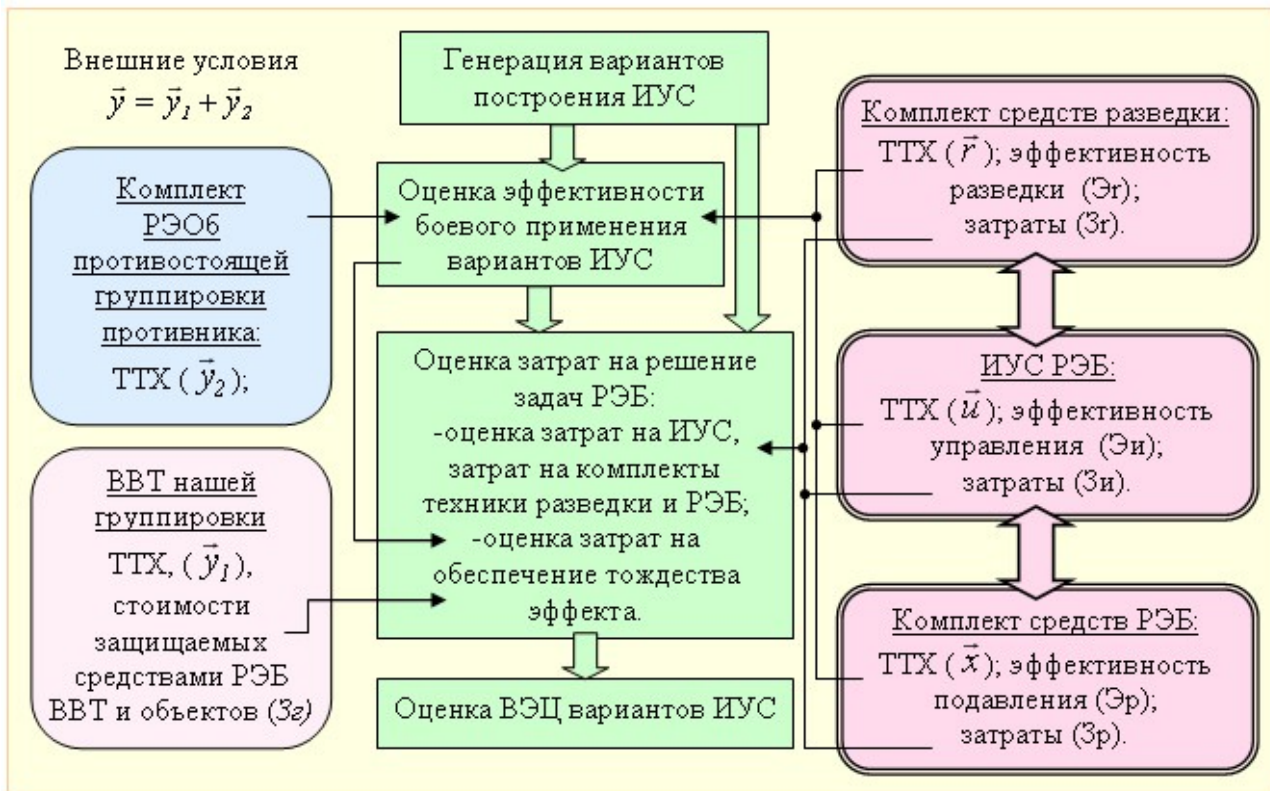 Внешние условия
y⃗ = y⃗₁ + y⃗₂
Комплект
РЭОб
противостоящей
группировки
противника:
ТТХ ( y⃗₂);
ВВТ нашей
группировки
ТТХ, ( y⃗₁),
стоимости
защищаемых
средствами РЭБ
ВВТ и объектов (Зг)
Генерация вариантов
построения ИУС
Оценка эффективности
боевого применения
вариантов ИУС
Оценка затрат на решение
задач РЭБ:
-оценка затрат на ИУС,
затрат на комплекты
техники разведки и РЭБ;
-оценка затрат на
обеспечение тождества
эффекта.
Оценка ВЭЦ вариантов ИУС
Комплект средств разведки:
ТТХ ( r⃗ ); эффективность
разведки (Эr);
затраты (Зr).
ИУС РЭБ:
ТТХ ( u⃗ ); эффективность
управления (Эи);
затраты (Зи).
Комплект средств РЭБ:
ТТХ ( x⃗ ); эффективность
подавления (Эр);
затраты (Зр).